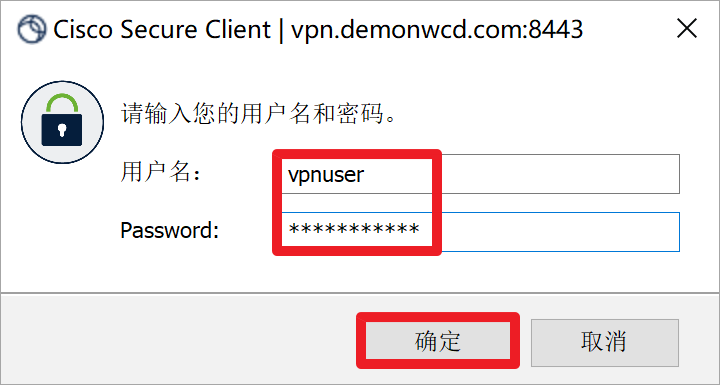 Cisco Secure Client | vpn.demonwcd.com:8443
请输入您的用户名和密码。
用户名：
vpnuser
Password:
***********
确定
取消